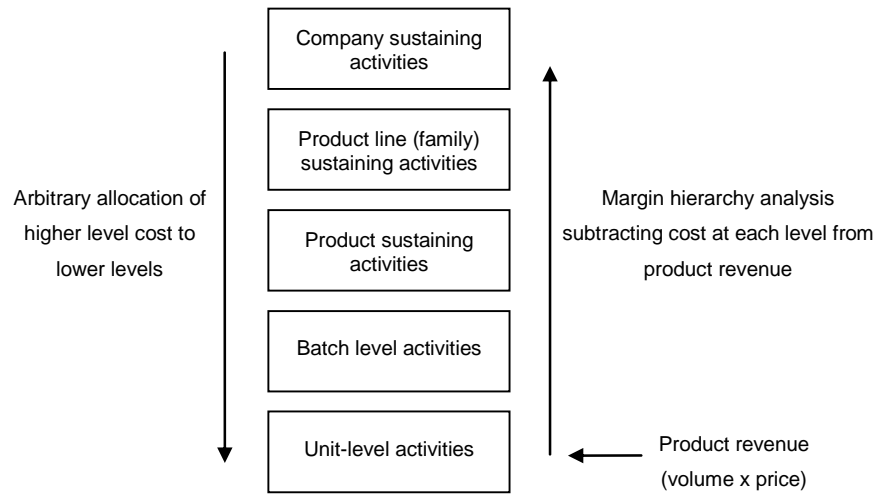 Company sustaining
activities
Product line (family)
sustaining activities
Arbitrary allocation of
higher level cost to
lower levels
Product sustaining
activities
Margin hierarchy analysis
subtracting cost at each level from
product revenue
Batch level activities
Unit-level activities
Product revenue
(volume x price)